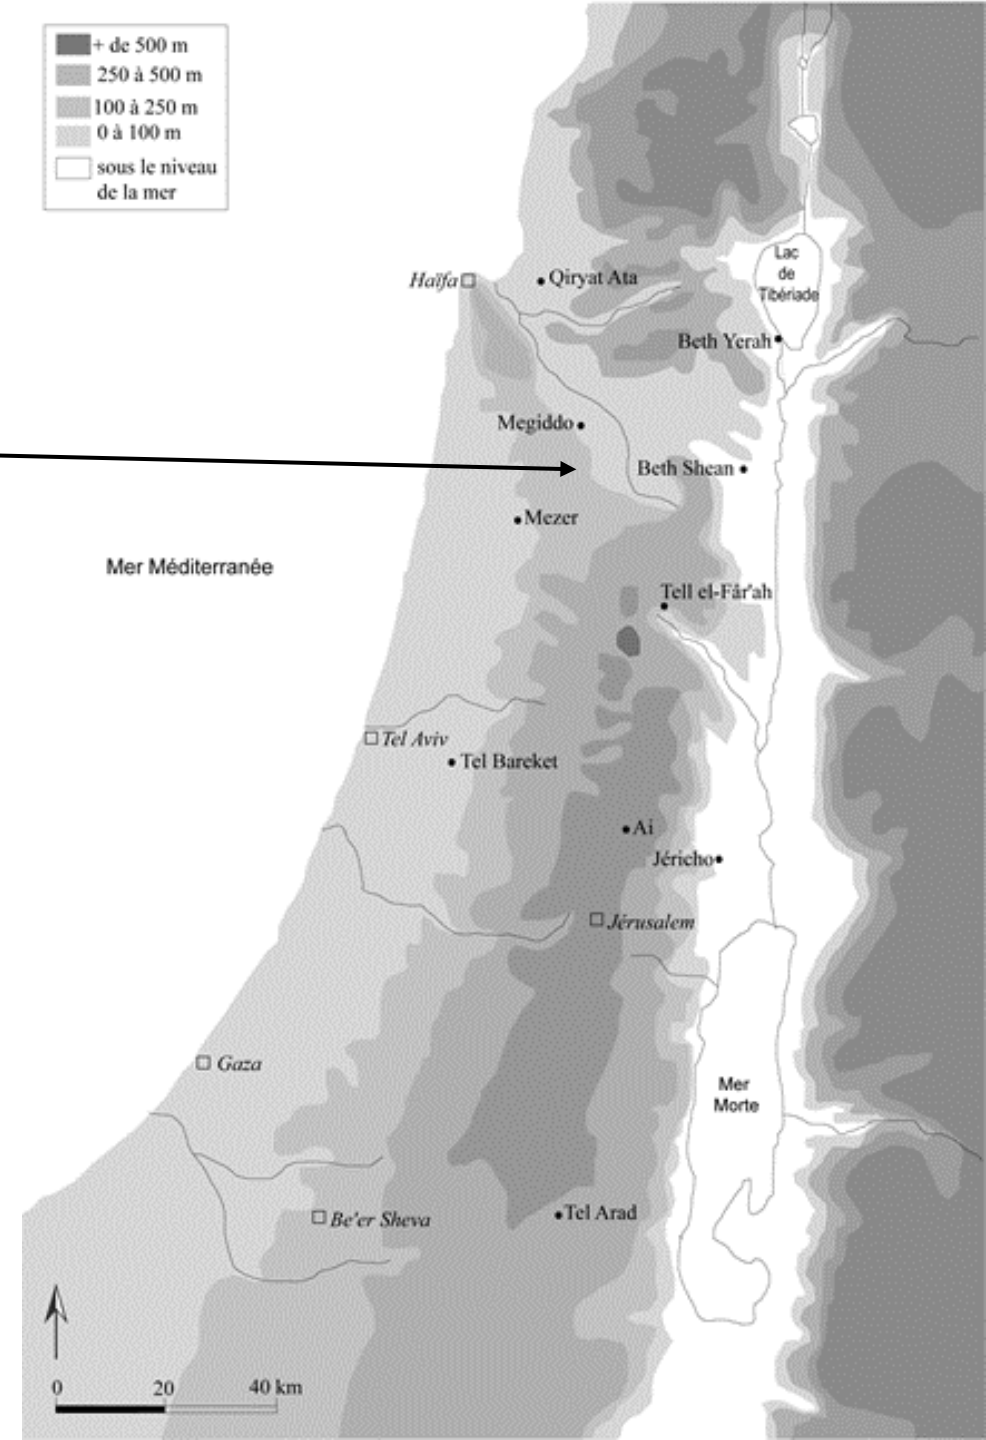 + de 500 m
250 à 500 m
100 à 250 m
0 à 100 m
sous le niveau
de la mer
Lac
de
Tibériade
Haïfa
Qiryat Ata
Beth Yerah
Megiddo
Beth Shean
Mezer
Mer Méditerranée
Tell el-Fâr'ah
Tel Aviv
Tel Bareket
Ai
Jéricho
Jérusalem
Gaza
Mer
Morte
Be'er Sheva
Tel Arad
0 20 40 km